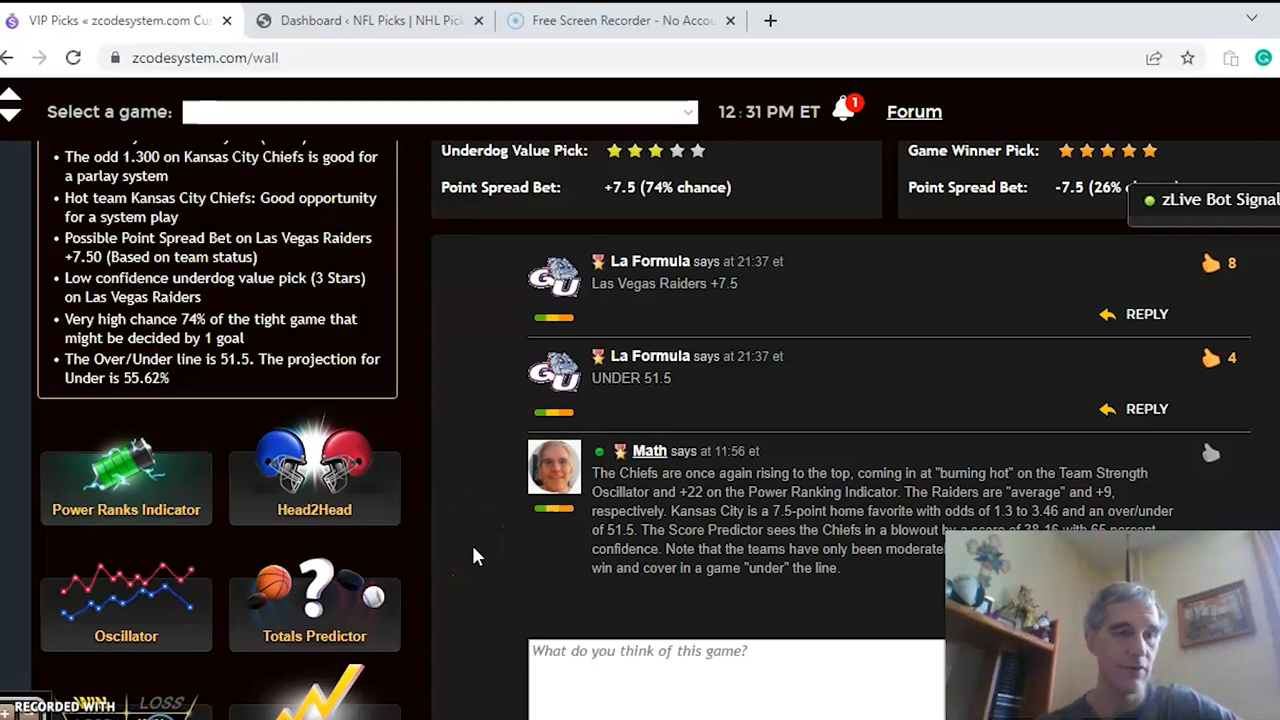 VIP Picks « zcodesystem.com Cus
Dashboard ‹ NFL Picks | NHL Pick
Free Screen Recorder - No Accou
zcodesystem.com/wall
Select a game:
12:31 PM ET
1
Forum
The odd 1.300 on Kansas City Chiefs is good for
a parlay system
Hot team Kansas City Chiefs: Good opportunity
for a system play
Possible Point Spread Bet on Las Vegas Raiders
+7.50 (Based on team status)
Low confidence underdog value pick (3 Stars)
on Las Vegas Raiders
Very high chance 74% of the tight game that
might be decided by 1 goal
The Over/Under line is 51.5. The projection for
Under is 55.62%
Power Ranks Indicator
Head2Head
Oscillator
Totals Predictor
WIN LOSS
RECORDED WITH
Underdog Value Pick:
Point Spread Bet: +7.5 (74% chance)
Game Winner Pick:
Point Spread Bet: -7.5 (26%
zLive Bot Signal
La Formula says at 21:37 et
8
Las Vegas Raiders +7.5
REPLY
La Formula says at 21:37 et
4
UNDER 51.5
REPLY
Math says at 11:56 et
The Chiefs are once again rising to the top, coming in at "burning hot" on the Team Strength
Oscillator and +22 on the Power Ranking Indicator. The Raiders are "average" and +9,
respectively. Kansas City is a 7.5-point home favorite with odds of 1.3 to 3.46 and an over/under
of 51.5. The Score Predictor sees the Chiefs in a blowout by a score of 38-16 with 65 percent
confidence. Note that the teams have only been moderate
win and cover in a game "under" the line.
What do you think of this game?